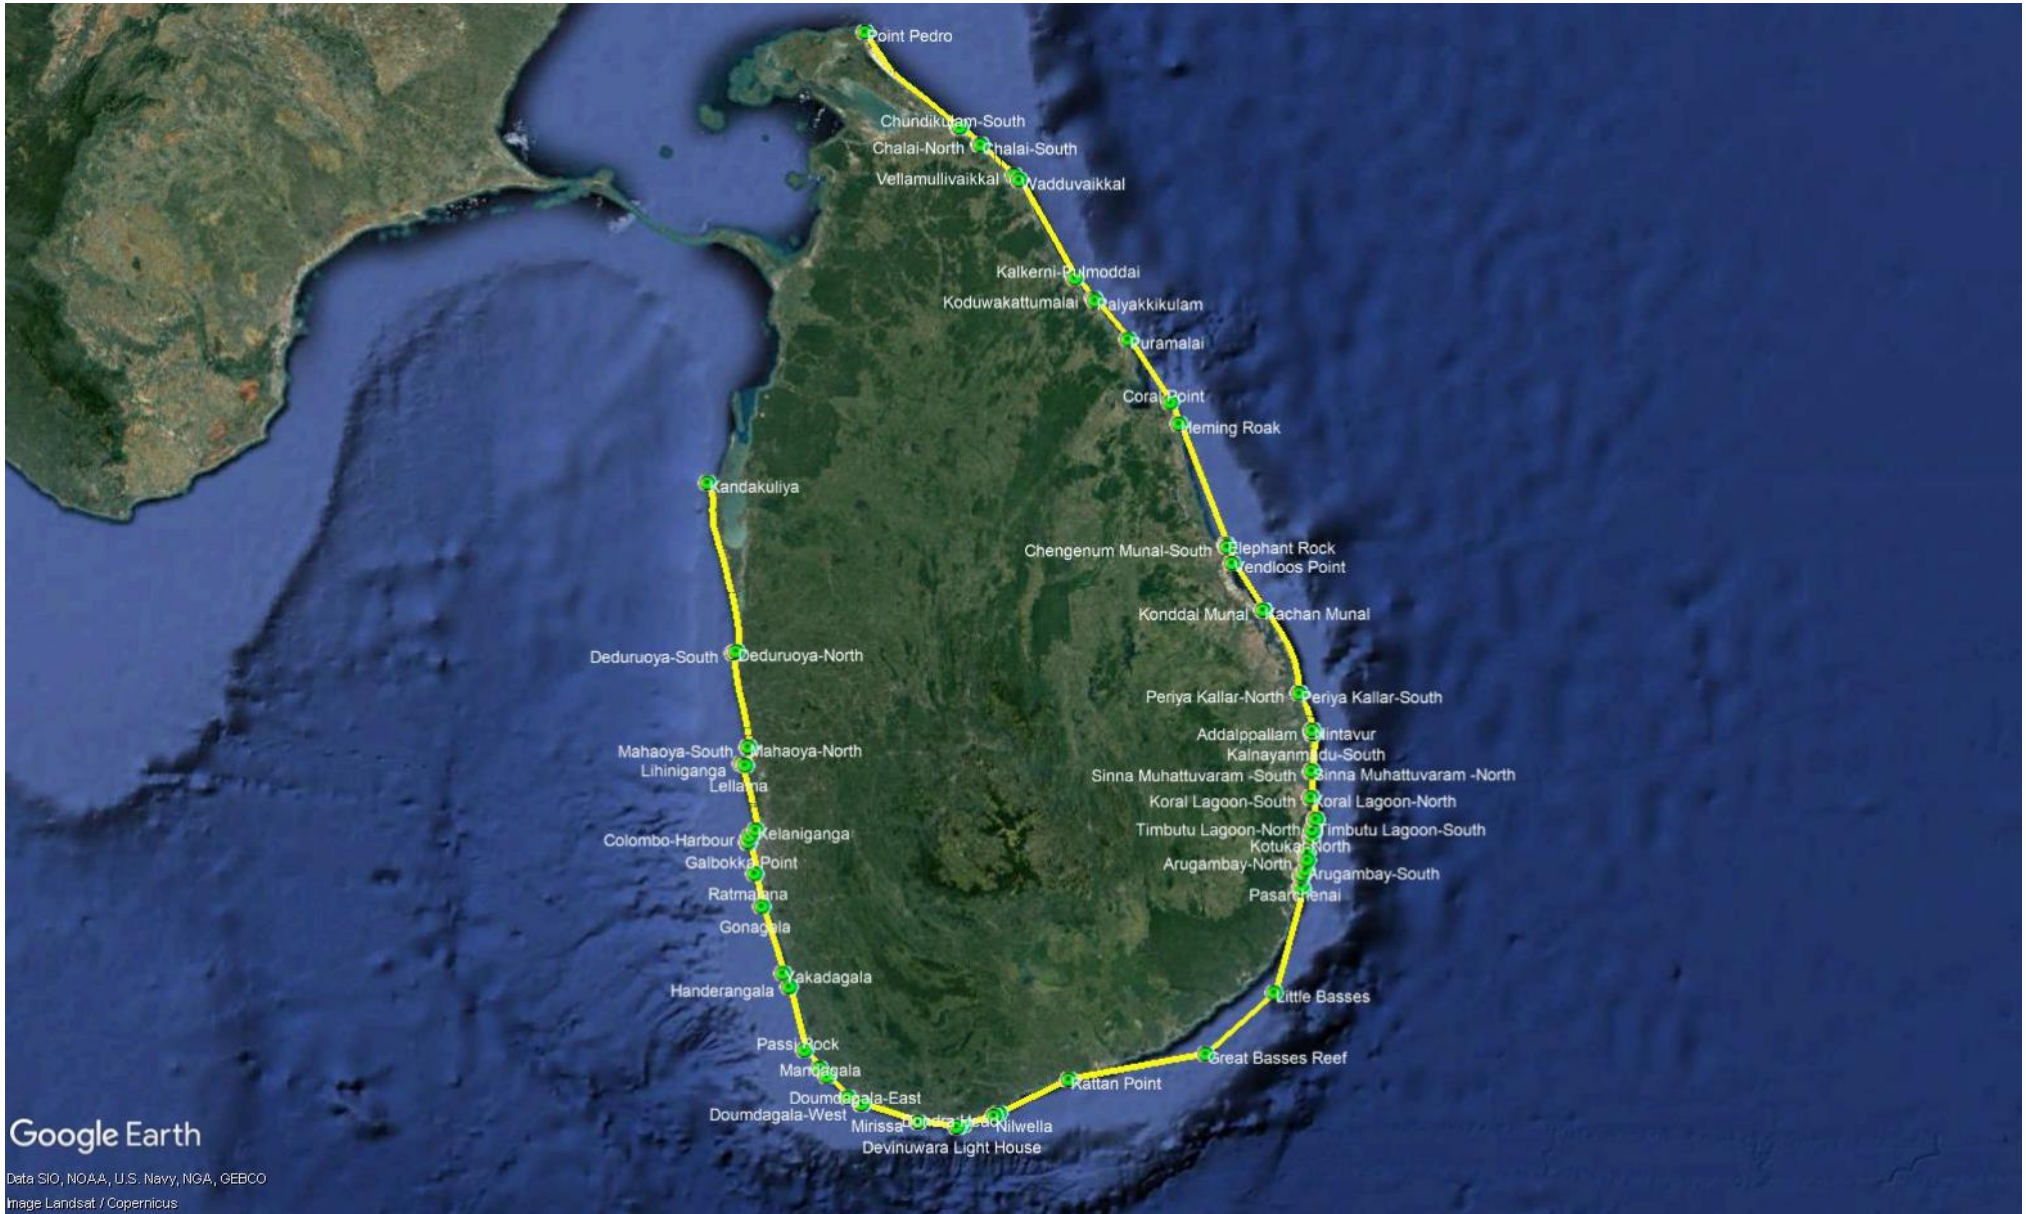 Point Pedro
Chundikulam-South
Chalai-North
Chalai-South
Vellamullivaikkal
Wadduvaikkal
Kalkerni-Pulmoddai
Koduwakattumalai
Palyakkikulam
Puramalai
Coral Point
Heming Roak
Kandakuliya
Chengenum Munal-South
Elephant Rock
Vendloos Point
Konddal Munal
Kachan Munal
Deduruoya-South
Deduruoya-North
Periya Kallar-North
Periya Kallar-South
Addalppallam
Nintavur
Mahaoya-South
Mahaoya-North
Kalnayanmadu-South
Lihiniganga
Sinna Muhattuvaram -South
Sinna Muhattuvaram -North
Lellama
Koral Lagoon-South
Koral Lagoon-North
Colombo-Harbour
Kelaniganga
Timbutu Lagoon-North
Timbutu Lagoon-South
Kotukal-North
Galbokka Point
Arugambay-North
Arugambay-South
Ratmalana
Pasarchenai
Gonagala
Yakadagala
Handerangala
Little Basses
Passi Rock
Great Basses Reef
Mandagala
Kattan Point
Doumdagala-East
Doumdagala-West
Mirissa
Dondra Head
Nilwella
Devinuwara Light House
Google Earth
Data SIO, NOAA, U.S. Navy, NGA, GEBCO
Image Landsat / Copernicus